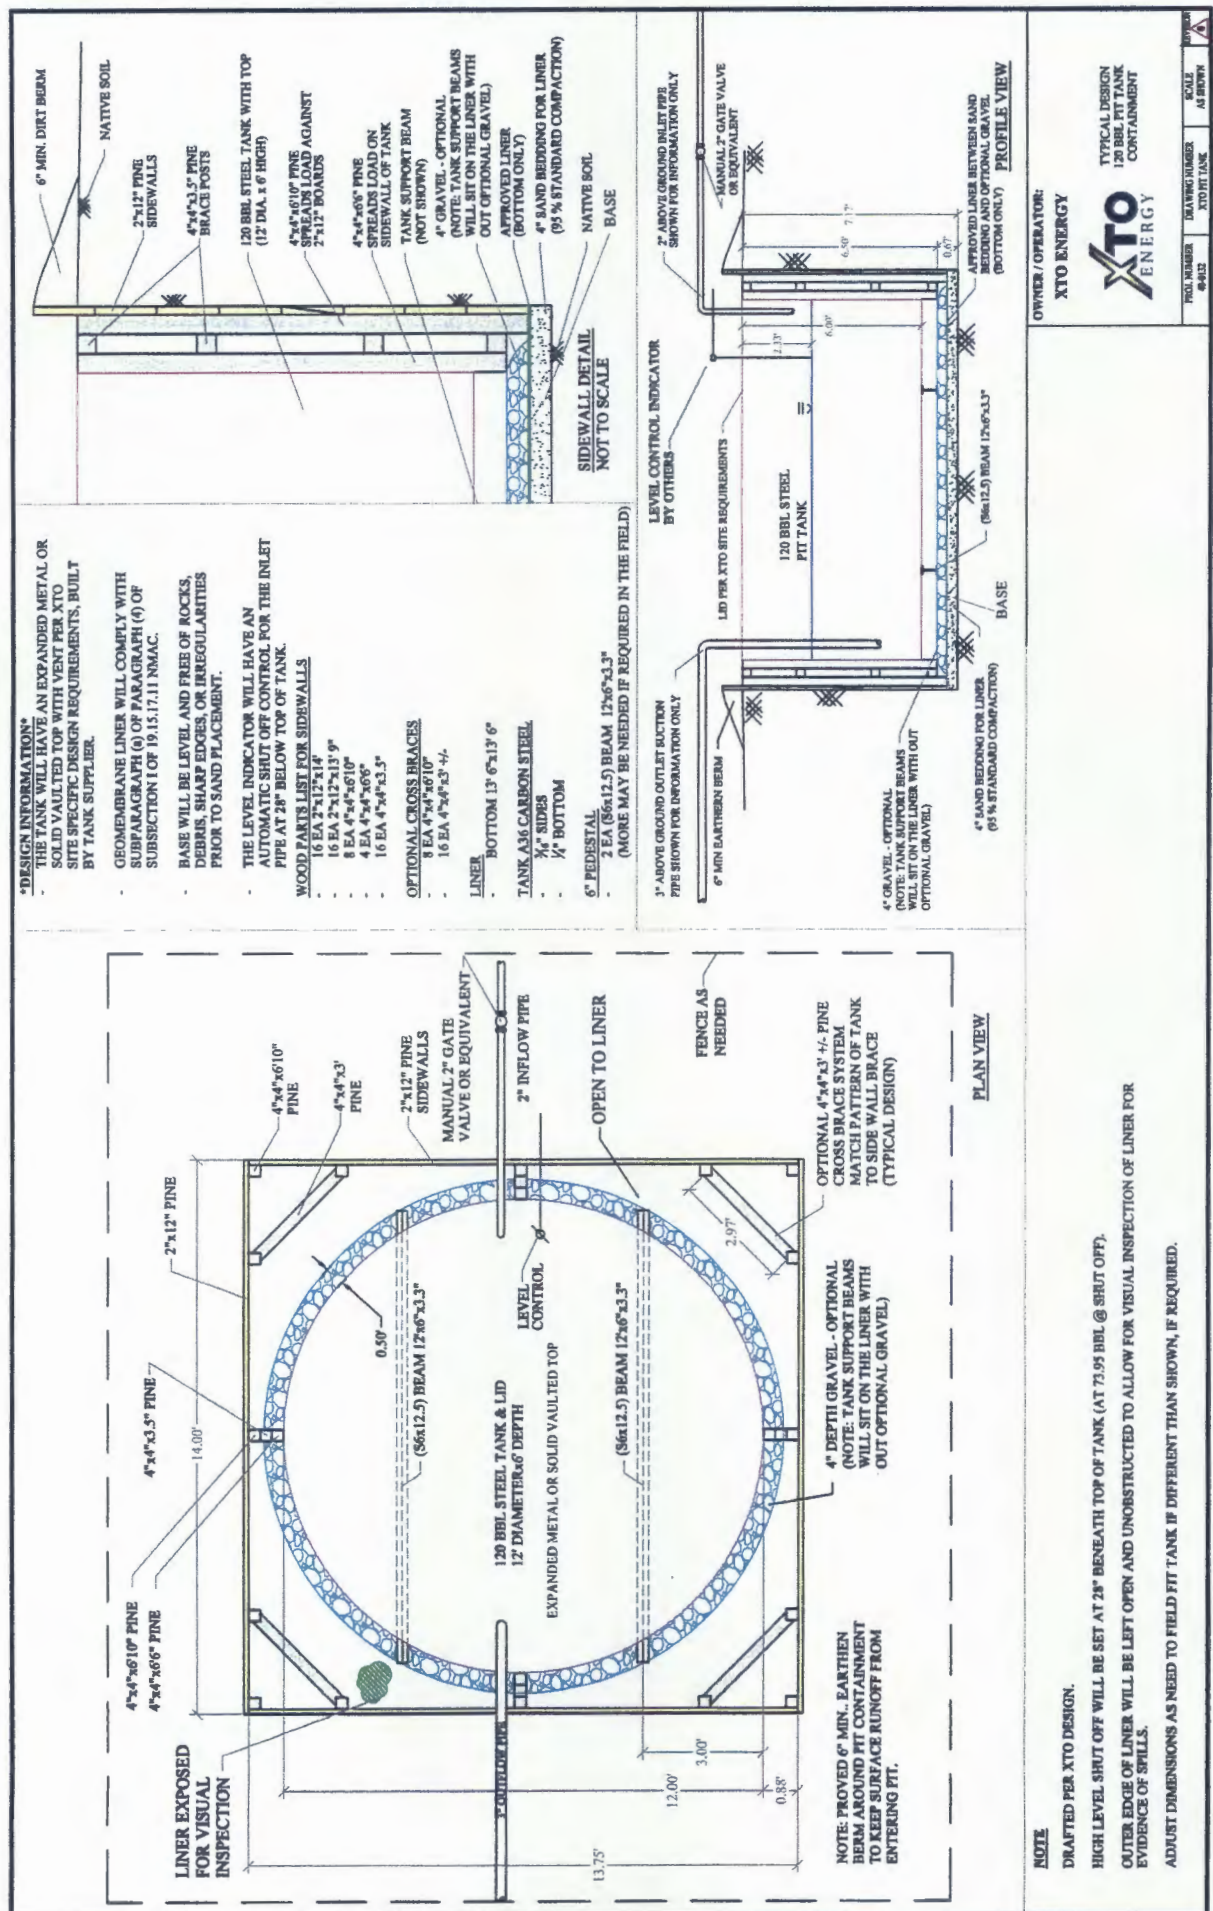 *DESIGN INFORMATION*
- THE TANK WILL HAVE AN EXPANDED METAL OR
SOLID VAULTED TOP WITH VENT PER XTO
SITE SPECIFIC DESIGN REQUIREMENTS, BUILT
BY TANK SUPPLIER.
- GEOMEMBRANE LINER WILL COMPLY WITH
SUBPARAGRAPH (a) OF PARAGRAPH (4) OF
SUBSECTION I OF 19.15.17.11 NMAC.
- BASE WILL BE LEVEL AND FREE OF ROCKS,
DEBRIS, SHARP EDGES, OR IRREGULARITIES
PRIOR TO SAND PLACEMENT.
- THE LEVEL INDICATOR WILL HAVE AN
AUTOMATIC SHUT OFF CONTROL FOR THE INLET
PIPE AT 28" BELOW TOP OF TANK.
WOOD PARTS LIST FOR SIDEWALLS
- 16 EA 2"x12"x14'
- 16 EA 2"x12"x13' 9"
- 8 EA 4"x4"x6'10"
- 4 EA 4"x4"x6'6"
- 16 EA 4"x4"x3.5"
OPTIONAL CROSS BRACES
- 8 EA 4"x4"x6'10"
- 16 EA 4"x4"x3' +/-
LINER
- BOTTOM 13' 6"x13' 6"
TANK A36 CARBON STEEL
- 3/16" SIDES
- 1/4" BOTTOM
6" PEDESTAL
- 2 EA (S6x12.5) BEAM 12'x6"x3.3"
(MORE MAY BE NEEDED IF REQUIRED IN THE FIELD)
6" MIN. DIRT BERM
NATIVE SOIL
2"x12" PINE
SIDEWALLS
4"x4"x3.5" PINE
BRACE POSTS
120 BBL STEEL TANK WITH TOP
(12' DIA. x 6' HIGH)
4"x4"x6'10" PINE
SPREADS LOAD AGAINST
2"x12" BOARDS
4"x4"x6'6" PINE
SPREADS LOAD ON
SIDEWALL OF TANK
TANK SUPPORT BEAM
(NOT SHOWN)
4" GRAVEL - OPTIONAL
(NOTE: TANK SUPPORT BEAMS
WILL SIT ON THE LINER WITH
OUT OPTIONAL GRAVEL)
APPROVED LINER
(BOTTOM ONLY)
4" SAND BEDDING FOR LINER
(95 % STANDARD COMPACTION)
NATIVE SOIL
BASE
SIDEWALL DETAIL
NOT TO SCALE
LINER EXPOSED
FOR VISUAL
INSPECTION
4"x4"x6'10" PINE
4"x4"x6'6" PINE
4"x4"x3.5" PINE
2"x12" PINE
4"x4"x6'10"
PINE
4"x4"x3'
PINE
2"x12" PINE
SIDEWALLS
MANUAL 2" GATE
VALVE OR EQUIVALENT
2" INFLOW PIPE
OPEN TO LINER
FENCE AS
NEEDED
14.00'
0.50'
(S6x12.5) BEAM 12'x6"x3.3"
LEVEL
CONTROL
120 BBL STEEL TANK & LID
12' DIAMETERx6' DEPTH
EXPANDED METAL OR SOLID VAULTED TOP
(S6x12.5) BEAM 12'x6"x3.3"
3" OUTFLOW PIPE
2.97'
3.00'
12.00'
0.88'
13.75'
OPTIONAL 4"x4"x3' +/- PINE
CROSS BRACE SYSTEM
MATCH PATTERN OF TANK
TO SIDE WALL BRACE
(TYPICAL DESIGN)
4" DEPTH GRAVEL - OPTIONAL
(NOTE: TANK SUPPORT BEAMS
WILL SIT ON THE LINER WITH
OUT OPTIONAL GRAVEL)
NOTE: PROVED 6" MIN.. EARTHEN
BERM AROUND PIT CONTAINMENT
TO KEEP SURFACE RUNOFF FROM
ENTERING PIT.
PLAN VIEW
3" ABOVE GROUND OUTLET SUCTION
PIPE SHOWN FOR INFORMATION ONLY
6" MIN EARTHERN BERM
LEVEL CONTROL INDICATOR
BY OTHERS
LID PER XTO SITE REQUIREMENTS
2" ABOVE GROUND INLET PIPE
SHOWN FOR INFORMATION ONLY
MANUAL 2" GATE VALVE
OR EQUIVALENT
120 BBL STEEL
PIT TANK
2.33'
6.00'
6.50'
7.17'
0.67'
4" GRAVEL - OPTIONAL
(NOTE: TANK SUPPORT BEAMS
WILL SIT ON THE LINER WITH OUT
OPTIONAL GRAVEL)
4" SAND BEDDING FOR LINER
(95 % STANDARD COMPACTION)
BASE
(S6x12.5) BEAM 12'x6"x3.3"
APPROVED LINER BETWEEN SAND
BEDDING AND OPTIONAL GRAVEL
(BOTTOM ONLY)
PROFILE VIEW
NOTE
DRAFTED PER XTO DESIGN.
HIGH LEVEL SHUT OFF WILL BE SET AT 28" BENEATH TOP OF TANK (AT 73.95 BBL @ SHUT OFF).
OUTER EDGE OF LINER WILL BE LEFT OPEN AND UNOBSTRUCTED TO ALLOW FOR VISUAL INSPECTION OF LINER FOR
EVIDENCE OF SPILLS.
ADJUST DIMENSIONS AS NEED TO FIELD FIT TANK IF DIFFERENT THAN SHOWN, IF REQUIRED.
OWNER / OPERATOR:
XTO ENERGY
XTO
ENERGY
TYPICAL DESIGN
120 BBL PIT TANK
CONTAINMENT
PROJ. NUMBER
DRAWING NUMBER
XTO PIT TANK
SCALE
AS SHOWN
REVISION